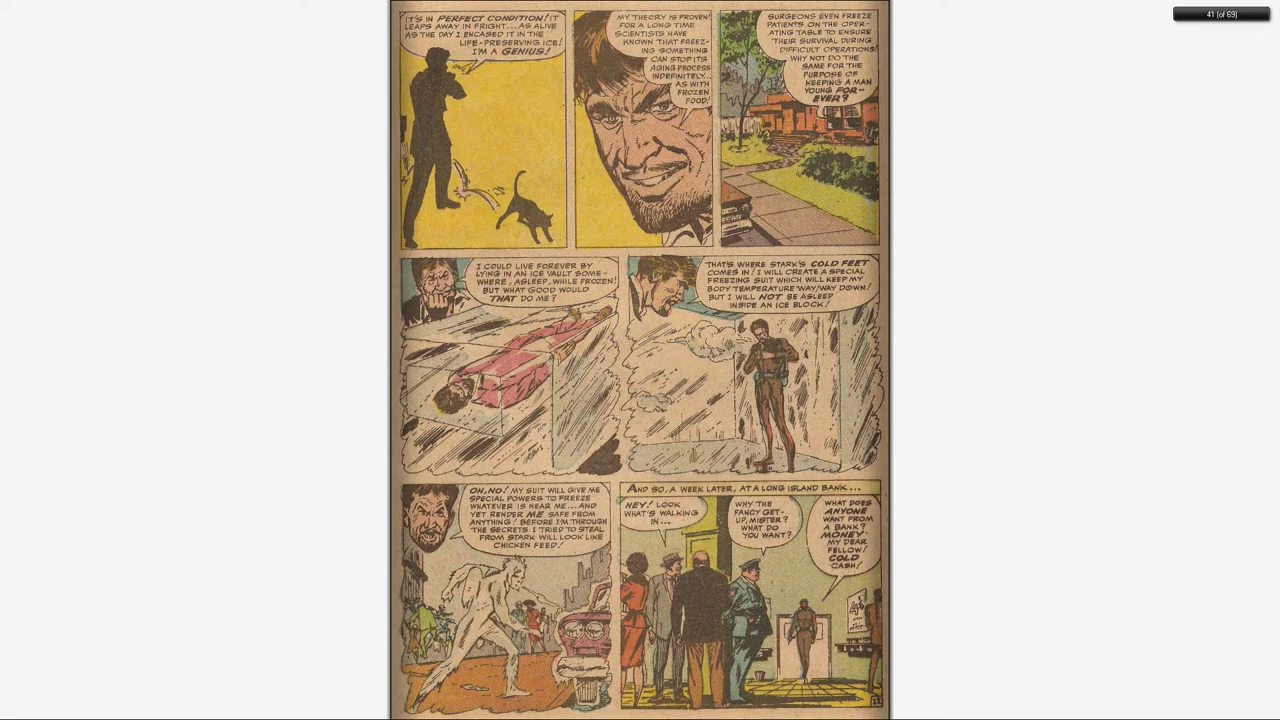 41 (of 69)
IT'S IN PERFECT CONDITION! IT
LEAPS AWAY IN FRIGHT... AS ALIVE
AS THE DAY I ENCASED IT IN THE
LIFE-PRESERVING ICE!
I'M A GENIUS!
MY THEORY IS PROVEN!
FOR A LONG TIME
SCIENTISTS HAVE
KNOWN THAT FREEZ-
ING SOMETHING
CAN STOP ITS
AGING PROCESS
INDEFINITELY...
AS WITH
FROZEN
FOOD!
SURGEONS EVEN FREEZE
PATIENTS ON THE OPER-
ATING TABLE TO ENSURE
THEIR SURVIVAL DURING
DIFFICULT OPERATIONS!
WHY NOT DO THE
SAME FOR THE
PURPOSE OF
KEEPING A MAN
YOUNG FOR-
EVER?
I COULD LIVE FOREVER BY
LYING IN AN ICE VAULT SOME-
WHERE, ASLEEP, WHILE FROZEN!
BUT WHAT GOOD WOULD
THAT DO ME?
THAT'S WHERE STARK'S COLD FEET
COMES IN! I WILL CREATE A SPECIAL
FREEZING SUIT WHICH WILL KEEP MY
BODY TEMPERATURE WAY, WAY DOWN!
BUT I WILL NOT BE ASLEEP
INSIDE AN ICE BLOCK!
OH, NO! MY SUIT WILL GIVE ME
SPECIAL POWERS TO FREEZE
WHATEVER IS NEAR ME... AND
YET RENDER ME SAFE FROM
ANYTHING! BEFORE I'M THROUGH
THE SECRETS I TRIED TO STEAL
FROM STARK WILL LOOK LIKE
CHICKEN FEED!
AND SO, A WEEK LATER, AT A LONG ISLAND BANK...
HEY! LOOK
WHAT'S WALKING
IN...
WHY THE
FANCY GET-
UP, MISTER?
WHAT DO
YOU WANT?
WHAT DOES
ANYONE
WANT FROM
A BANK?
MONEY,
MY DEAR
FELLOW!
COLD
CASH!